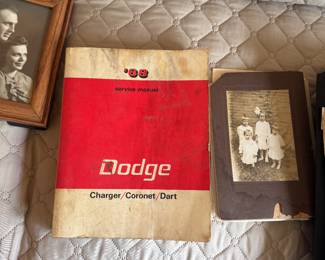 '68
service manual
Dodge
Charger/Coronet/Dart